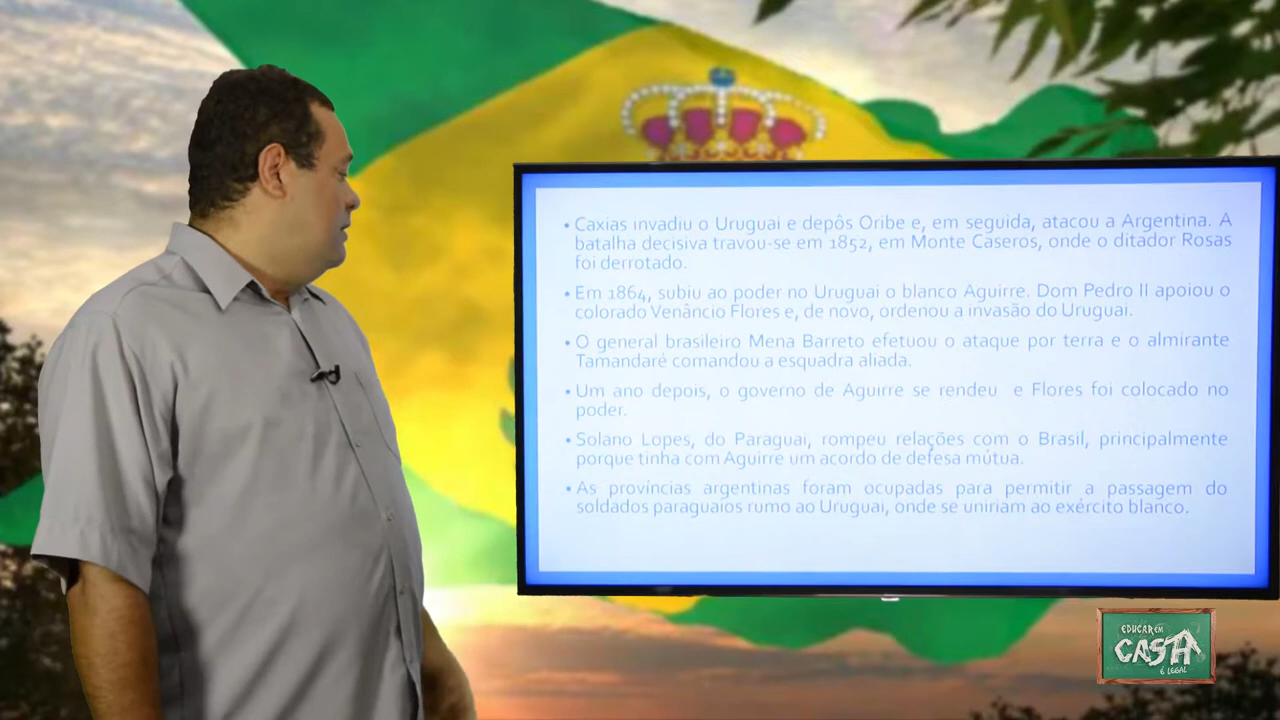 • Caxias invadiu o Uruguai e depôs Oribe e, em seguida, atacou a Argentina. A
batalha decisiva travou-se em 1852, em Monte Caseros, onde o ditador Rosas
foi derrotado.
• Em 1864, subiu ao poder no Uruguai o blanco Aguirre. Dom Pedro II apoiou o
colorado Venâncio Flores e, de novo, ordenou a invasão do Uruguai.
• O general brasileiro Mena Barreto efetuou o ataque por terra e o almirante
Tamandaré comandou a esquadra aliada.
• Um ano depois, o governo de Aguirre se rendeu e Flores foi colocado no
poder.
• Solano Lopes, do Paraguai, rompeu relações com o Brasil, principalmente
porque tinha com Aguirre um acordo de defesa mútua.
• As províncias argentinas foram ocupadas para permitir a passagem do
soldados paraguaios rumo ao Uruguai, onde se uniriam ao exército blanco.
EDUCAR EM
CASA
É LEGAL